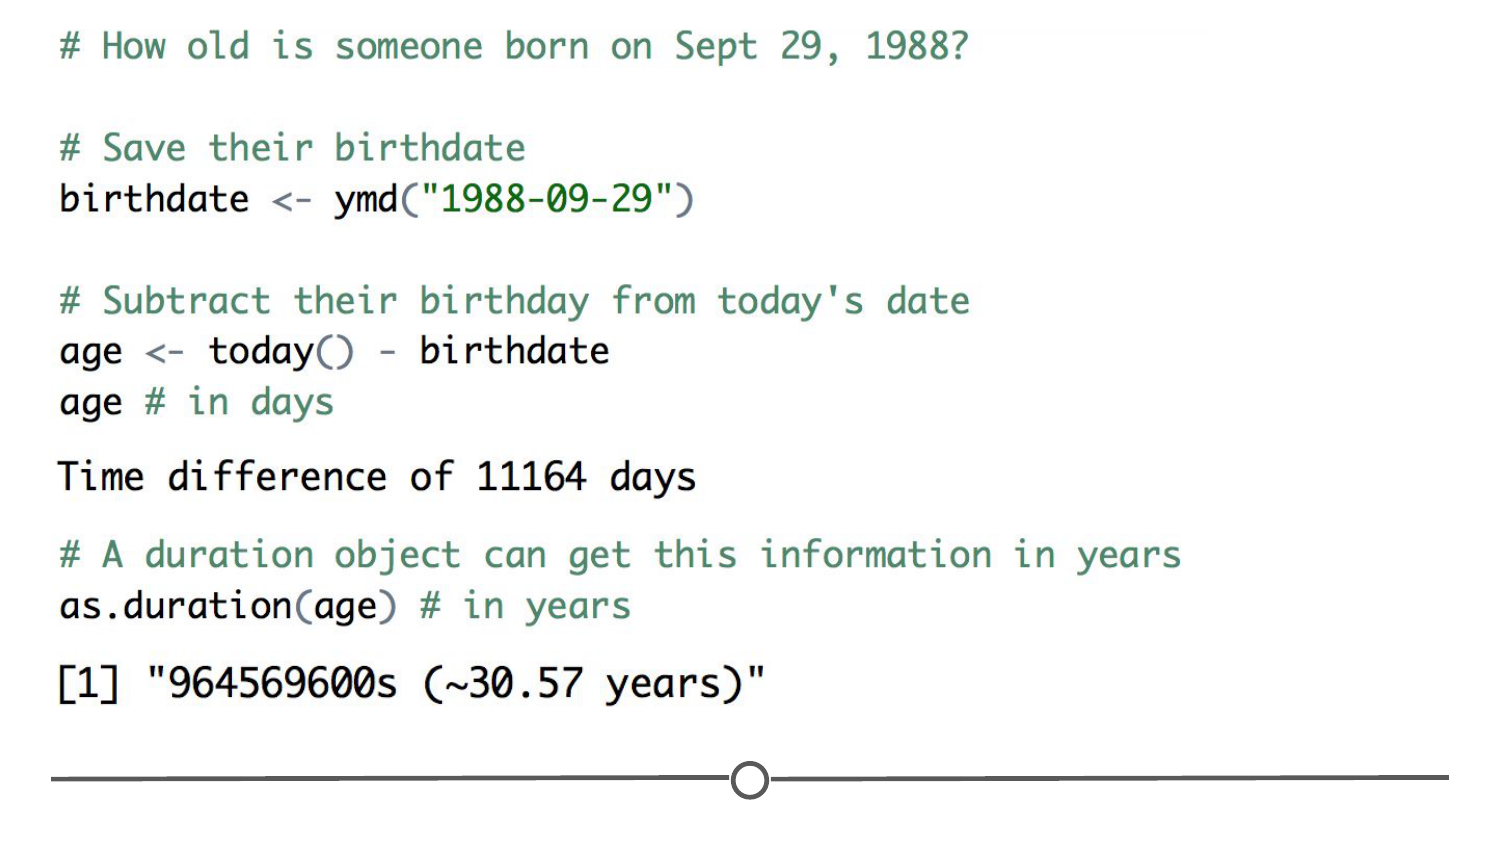 # How old is someone born on Sept 29, 1988?
# Save their birthdate
birthdate <- ymd("1988-09-29")
# Subtract their birthday from today's date
age <- today() - birthdate
age # in days
Time difference of 11164 days
# A duration object can get this information in years
as.duration(age) # in years
[1] "964569600s (~30.57 years)"